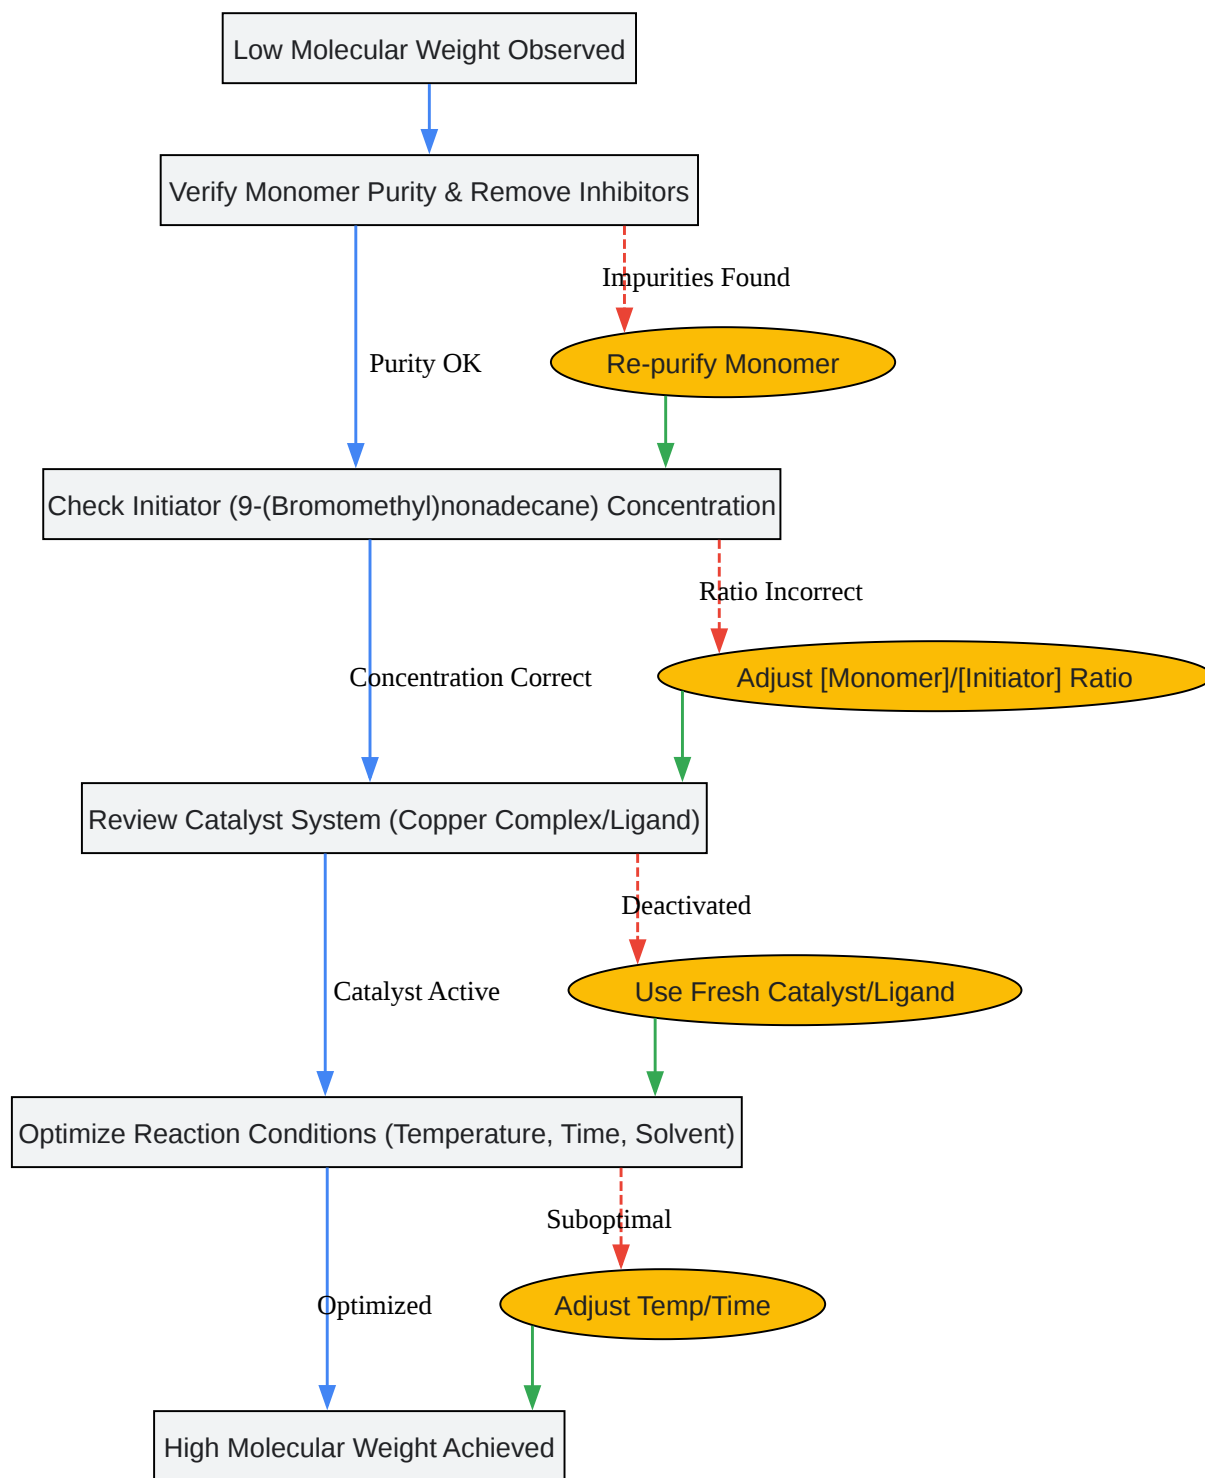 Low Molecular Weight Observed
Verify Monomer Purity & Remove Inhibitors
Impurities Found
Purity OK
Re-purify Monomer
Check Initiator (9-(Bromomethyl)nonadecane) Concentration
Ratio Incorrect
Concentration Correct
Adjust [Monomer]/[Initiator] Ratio
Review Catalyst System (Copper Complex/Ligand)
Deactivated
Catalyst Active
Use Fresh Catalyst/Ligand
Optimize Reaction Conditions (Temperature, Time, Solvent)
Suboptimal
Optimized
Adjust Temp/Time
High Molecular Weight Achieved